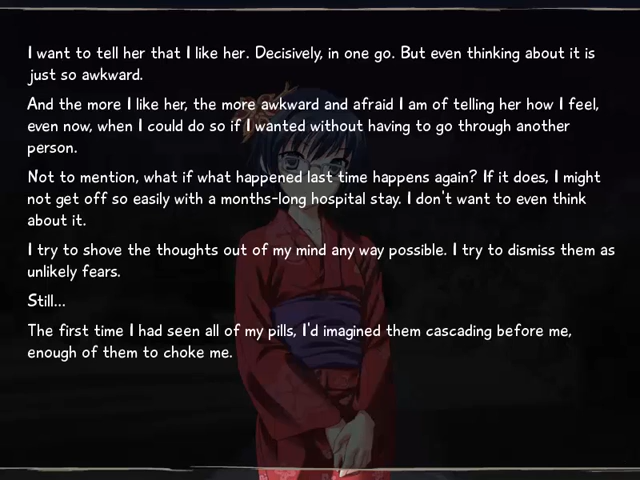 I want to tell her that I like her. Decisively, in one go. But even thinking about it is
just so awkward.
And the more I like her, the more awkward and afraid I am of telling her how I feel,
even now, when I could do so if I wanted without having to go through another
person.
Not to mention, what if what happened last time happens again? If it does, I might
not get off so easily with a months-long hospital stay. I don't want to even think
about it.
I try to shove the thoughts out of my mind any way possible. I try to dismiss them as
unlikely fears.
Still...
The first time I had seen all of my pills, I'd imagined them cascading before me,
enough of them to choke me.